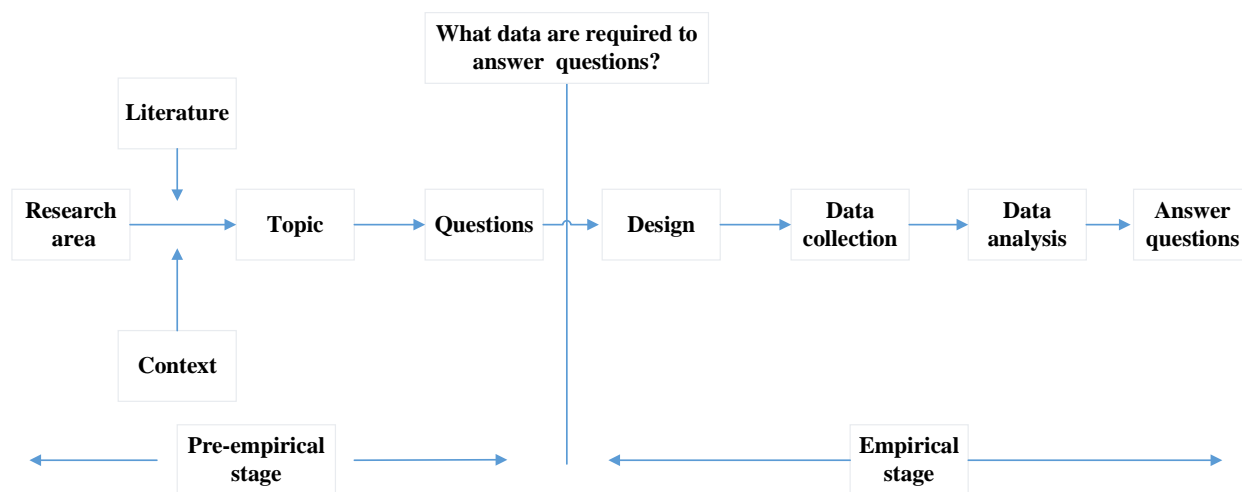 What data are required to
answer questions?
Literature
Research
area
Topic
Questions
Design
Data
collection
Data
analysis
Answer
questions
Context
Pre-empirical
stage
Empirical
stage